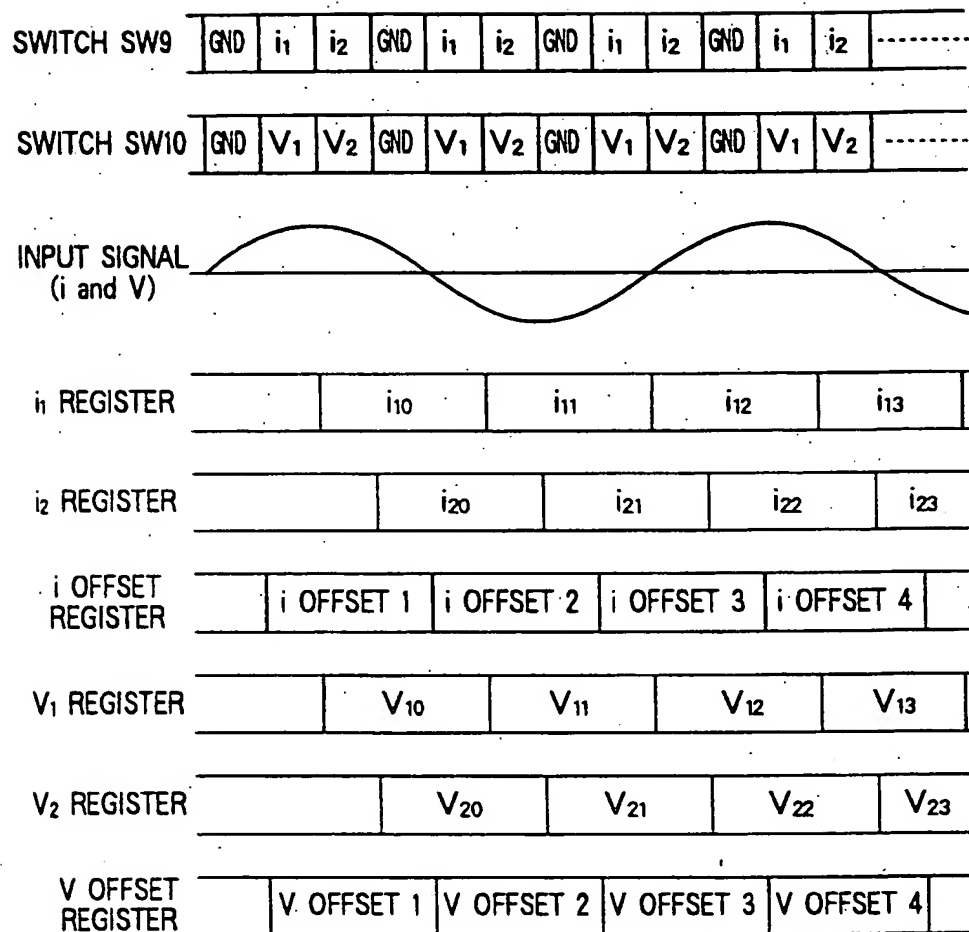 SWITCH SW9 GND i₁ i₂ GND i₁ i₂ GND i₁ i₂ GND i₁ i₂
SWITCH SW10 GND V₁ V₂ GND V₁ V₂ GND V₁ V₂ GND V₁ V₂
INPUT SIGNAL
(i and V)
i₁ REGISTER i₁₀ i₁₁ i₁₂ i₁₃
i₂ REGISTER i₂₀ i₂₁ i₂₂ i₂₃
i OFFSET
REGISTER
i OFFSET 1 i OFFSET 2 i OFFSET 3 i OFFSET 4
V₁ REGISTER V₁₀ V₁₁ V₁₂ V₁₃
V₂ REGISTER V₂₀ V₂₁ V₂₂ V₂₃
V OFFSET
REGISTER
V OFFSET 1 V OFFSET 2 V OFFSET 3 V OFFSET 4